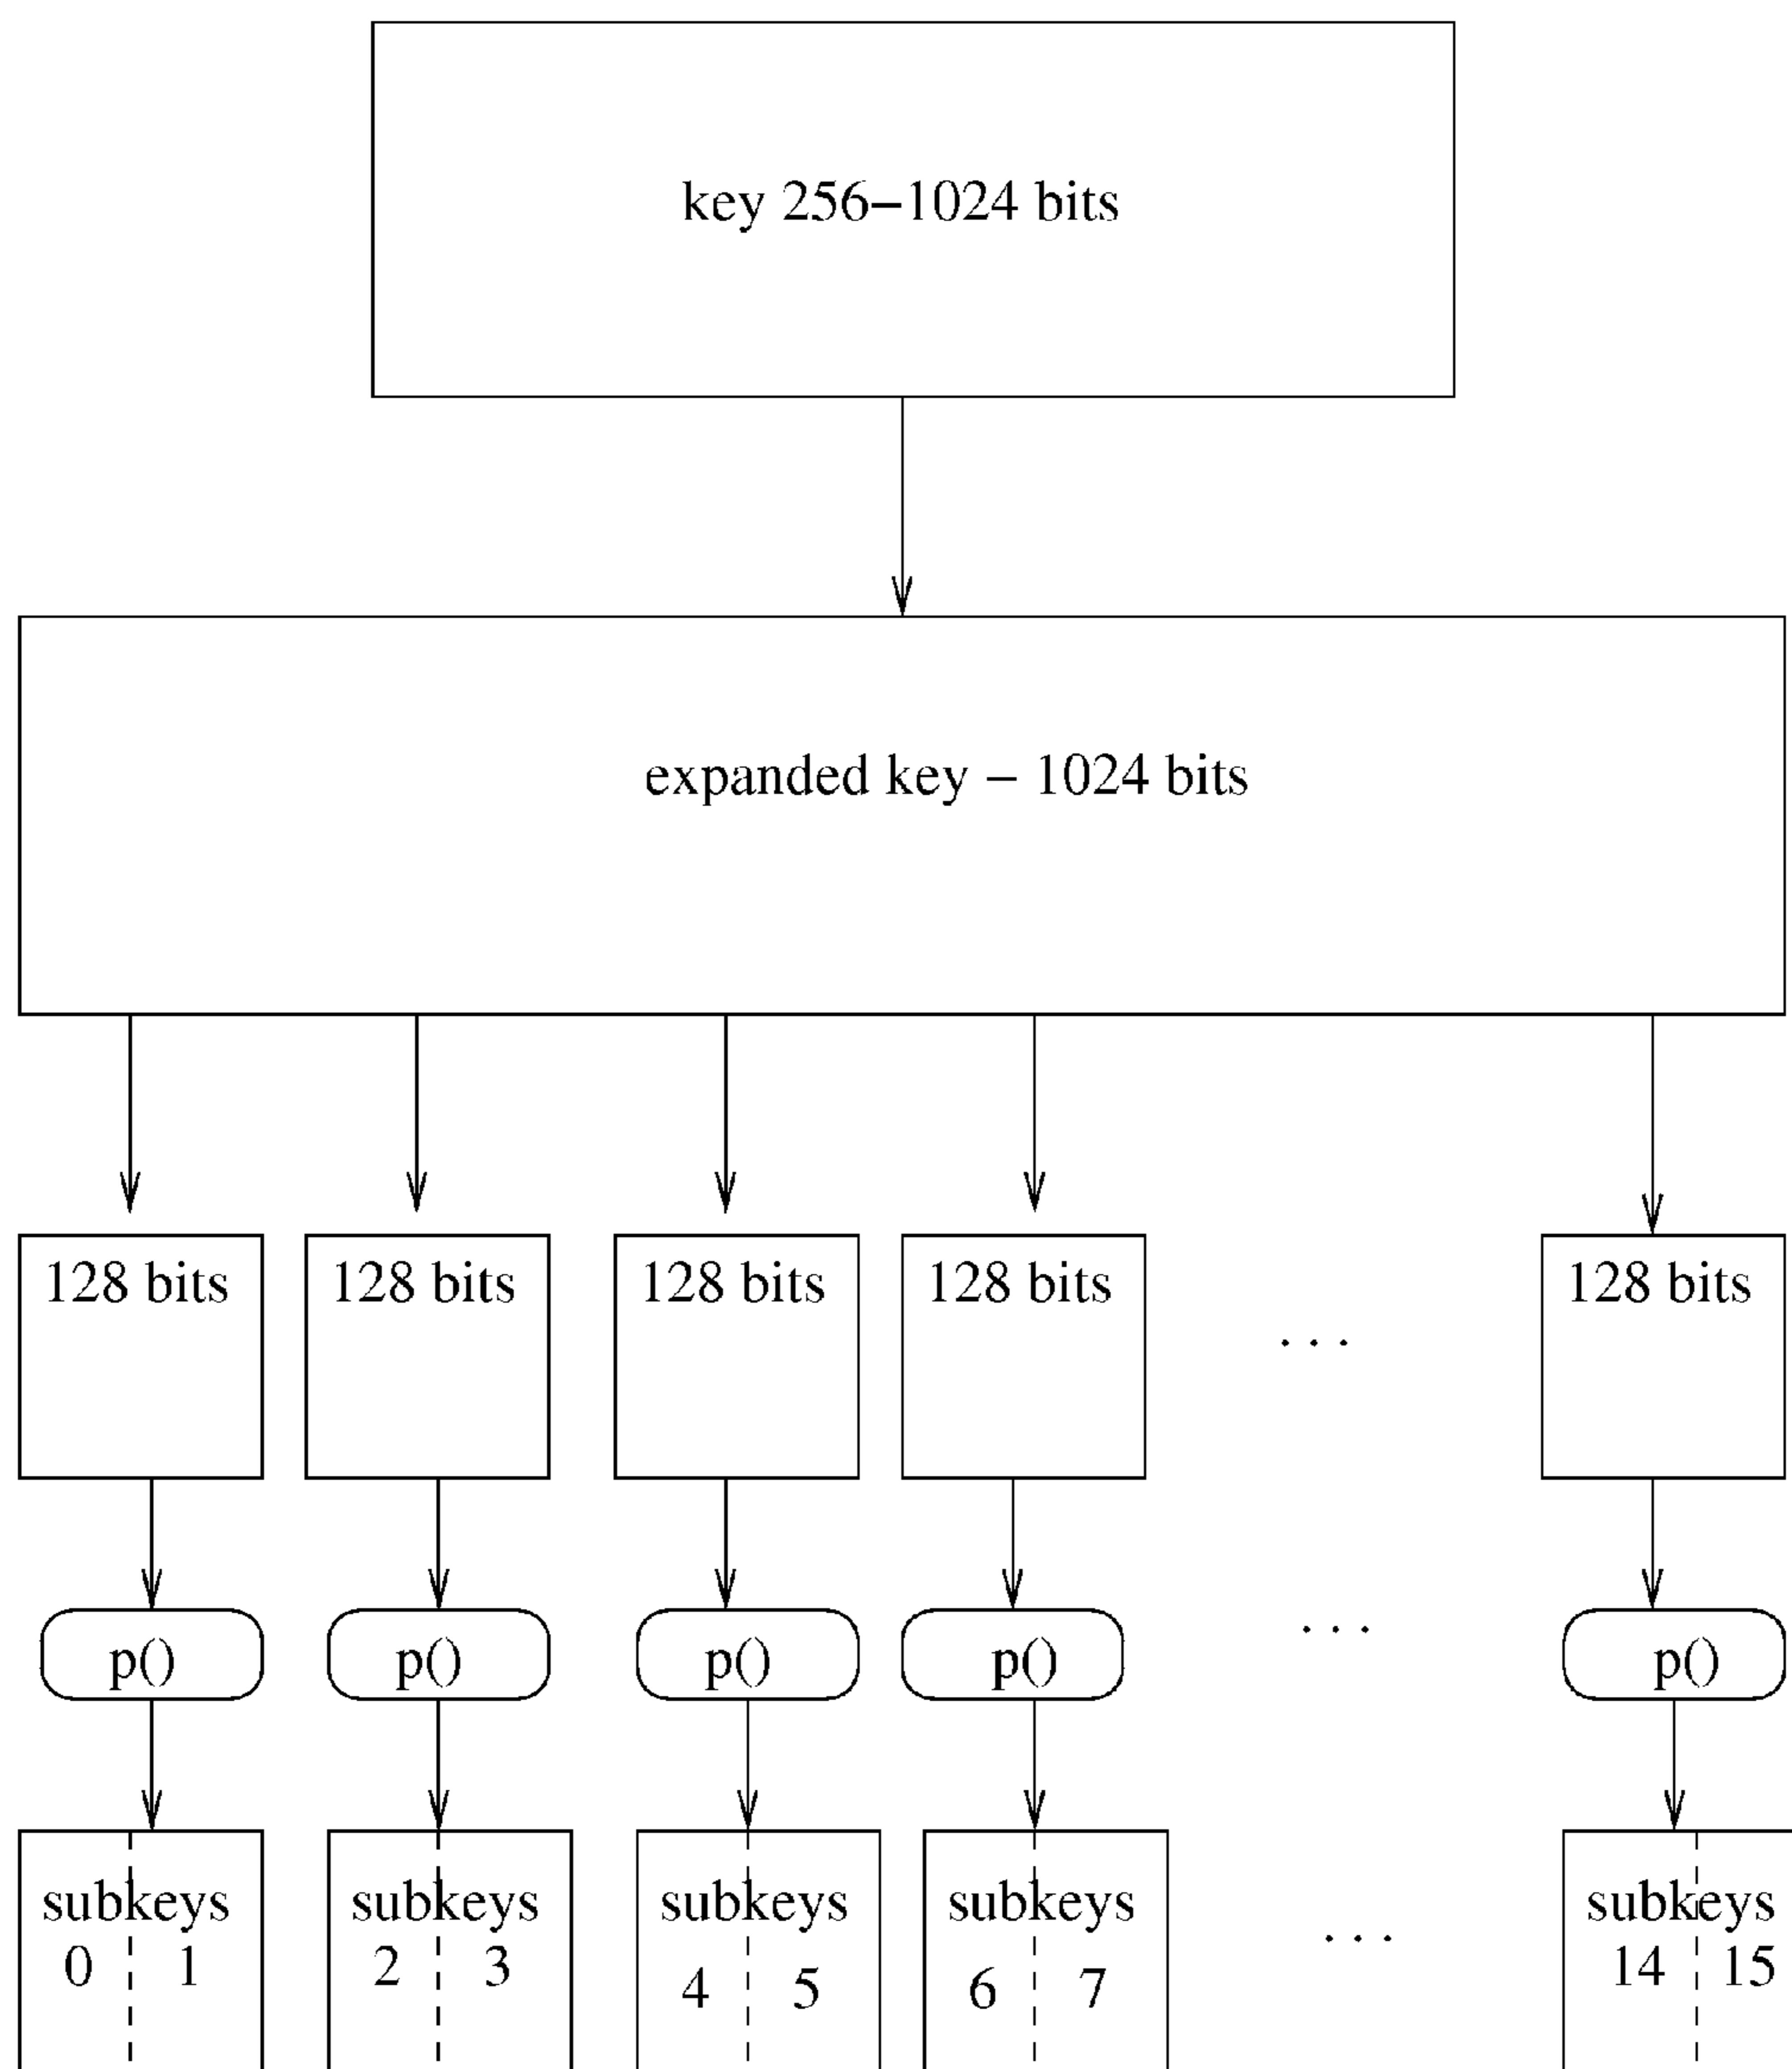 key 256–1024 bits
expanded key – 1024 bits
128 bits 128 bits 128 bits 128 bits ... 128 bits
p() p() p() p() ... p()
subkeys subkeys subkeys subkeys ... subkeys
0 1 2 3 4 5 6 7 14 15